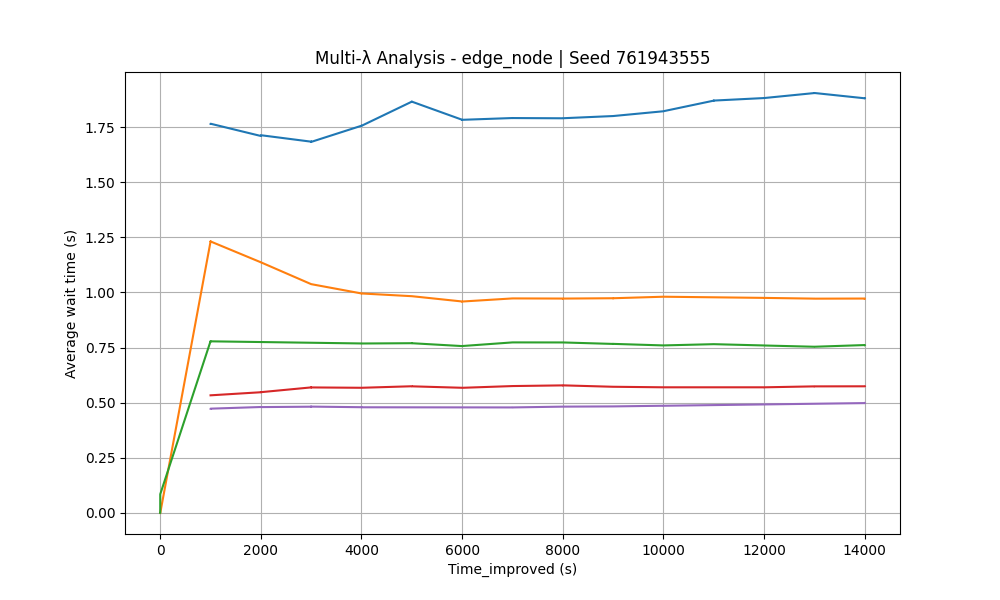 Multi-λ Analysis - edge_node | Seed 761943555
Average wait time (s)
1.75
1.50
1.25
1.00
0.75
0.50
0.25
0.00
0 2000 4000 6000 8000 10000 12000 14000
Time_improved (s)